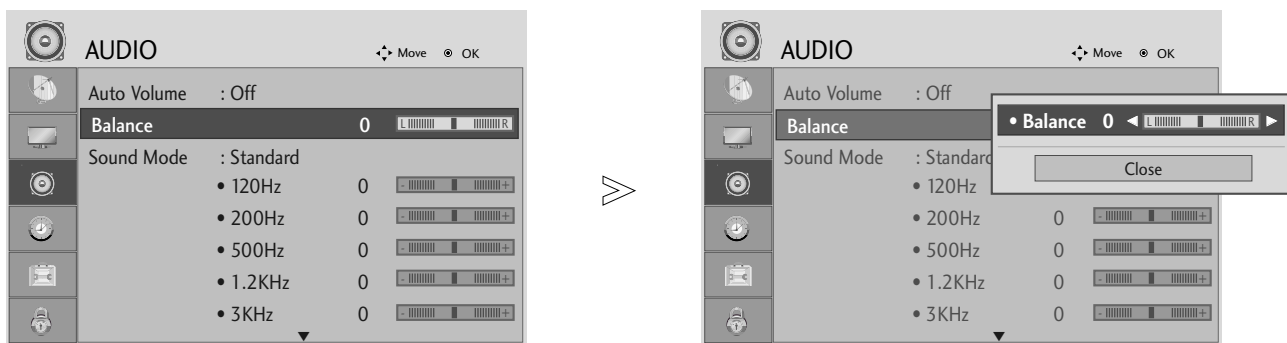 AUDIO Move OK
Auto Volume : Off
Balance 0 L R
Sound Mode : Standard
• 120Hz 0 - +
• 200Hz 0 - +
• 500Hz 0 - +
• 1.2KHz 0 - +
• 3KHz 0 - +
AUDIO Move OK
Auto Volume : Off
Balance
• Balance 0 L R
Close
Sound Mode : Standard
• 120Hz
• 200Hz 0 - +
• 500Hz 0 - +
• 1.2KHz 0 - +
• 3KHz 0 - +